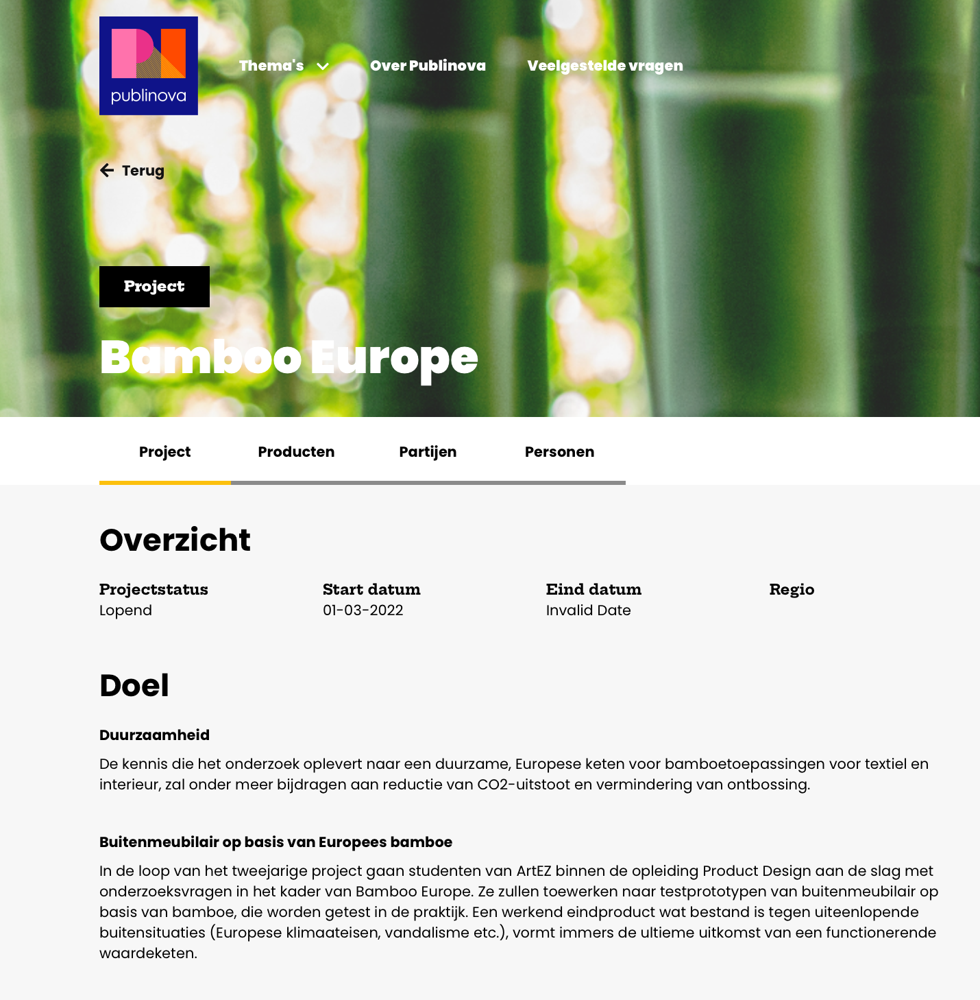 publinova
Thema's
Over Publinova
Veelgestelde vragen
Terug
Project
Bamboo Europe
Project
Producten
Partijen
Personen
Overzicht
Projectstatus
Lopend
Start datum
01-03-2022
Eind datum
Invalid Date
Regio
Doel
Duurzaamheid
De kennis die het onderzoek oplevert naar een duurzame, Europese keten voor bamboetoepassingen voor textiel en
interieur, zal onder meer bijdragen aan reductie van CO2-uitstoot en vermindering van ontbossing.
Buitenmeubilair op basis van Europees bamboe
In de loop van het tweejarige project gaan studenten van ArtEZ binnen de opleiding Product Design aan de slag met
onderzoeksvragen in het kader van Bamboo Europe. Ze zullen toewerken naar testprototypen van buitenmeubilair op
basis van bamboe, die worden getest in de praktijk. Een werkend eindproduct wat bestand is tegen uiteenlopende
buitensituaties (Europese klimaateisen, vandalisme etc.), vormt immers de ultieme uitkomst van een functionerende
waardeketen.